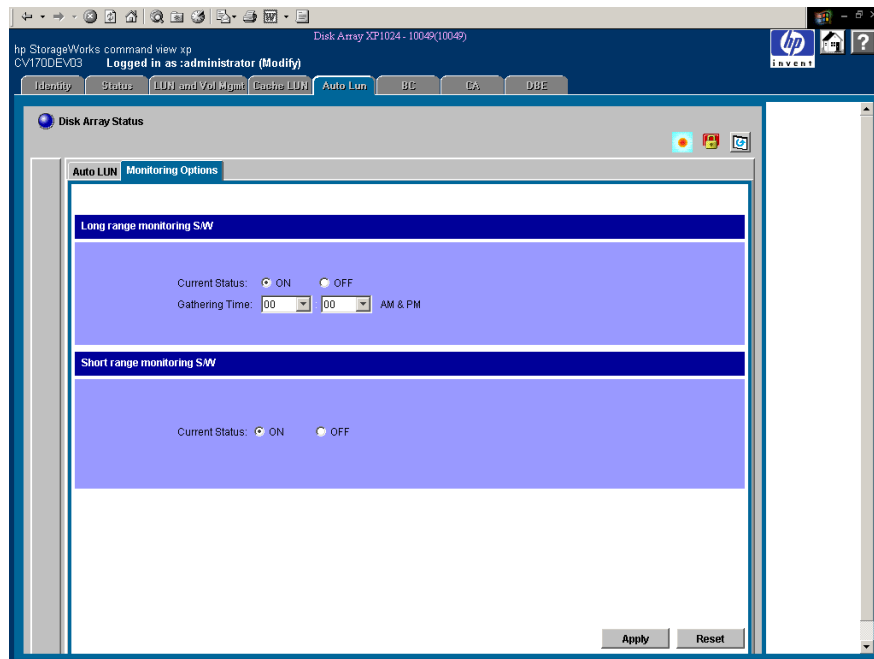 Disk Array XP1024 - 10049(10049)
hp StorageWorks command view xp
CV170DEV03 Logged in as :administrator (Modify)
hp
invent
?
Identity Status LUN and Vol Mgmt Cache LUN Auto Lun BC CA DBE
Disk Array Status
Auto LUN Monitoring Options
Long range monitoring S/W
Current Status: ON OFF
Gathering Time: 00 : 00 AM & PM
Short range monitoring S/W
Current Status: ON OFF
Apply Reset